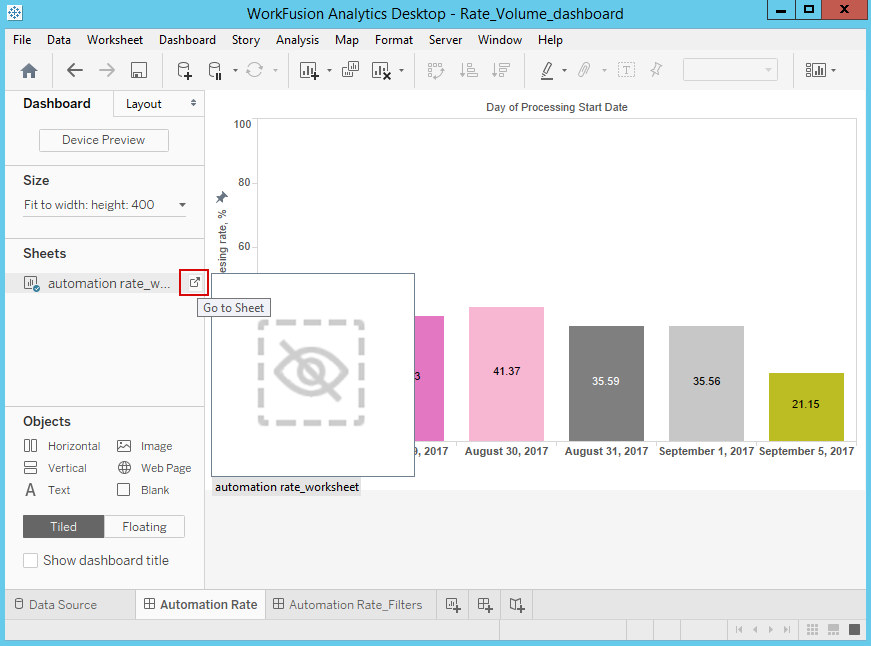 WorkFusion Analytics Desktop - Rate_Volume_dashboard
File Data Worksheet Dashboard Story Analysis Map Format Server Window Help
Dashboard Layout
Device Preview
Size
Fit to width: height: 400
Sheets
automation rate_w...
Go to Sheet
automation rate_worksheet
Day of Processing Start Date
100
80
60
esing rate, %
3
41.37
35.59
35.56
21.15
9, 2017 August 30, 2017 August 31, 2017 September 1, 2017 September 5, 2017
Objects
Horizontal Image
Vertical Web Page
A Text Blank
Tiled Floating
Show dashboard title
Data Source Automation Rate Automation Rate_Filters